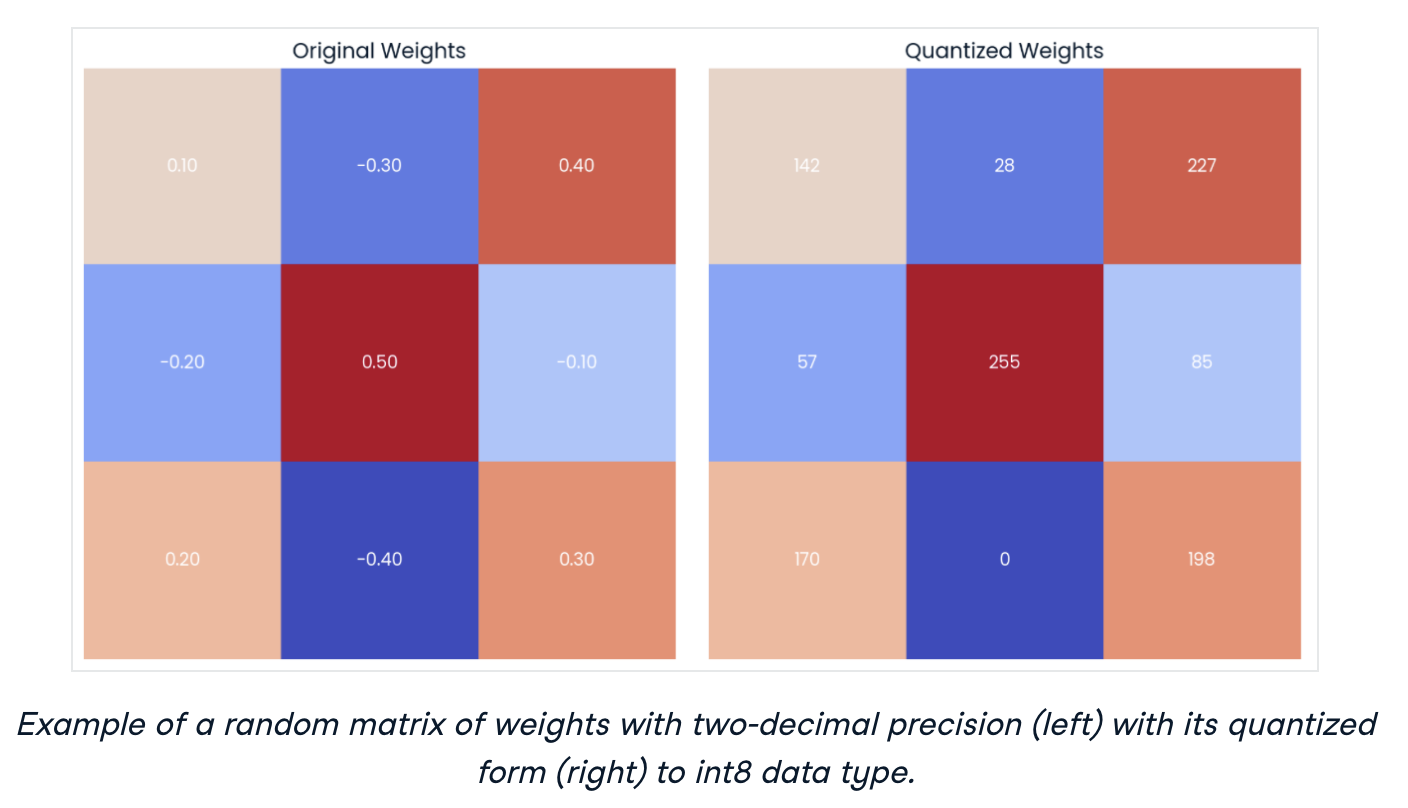 Original Weights
Quantized Weights
0.10 −0.30 0.40
142 28 227
−0.20 0.50 −0.10
57 255 85
0.20 −0.40 0.30
170 0 198
Example of a random matrix of weights with two-decimal precision (left) with its quantized
form (right) to int8 data type.